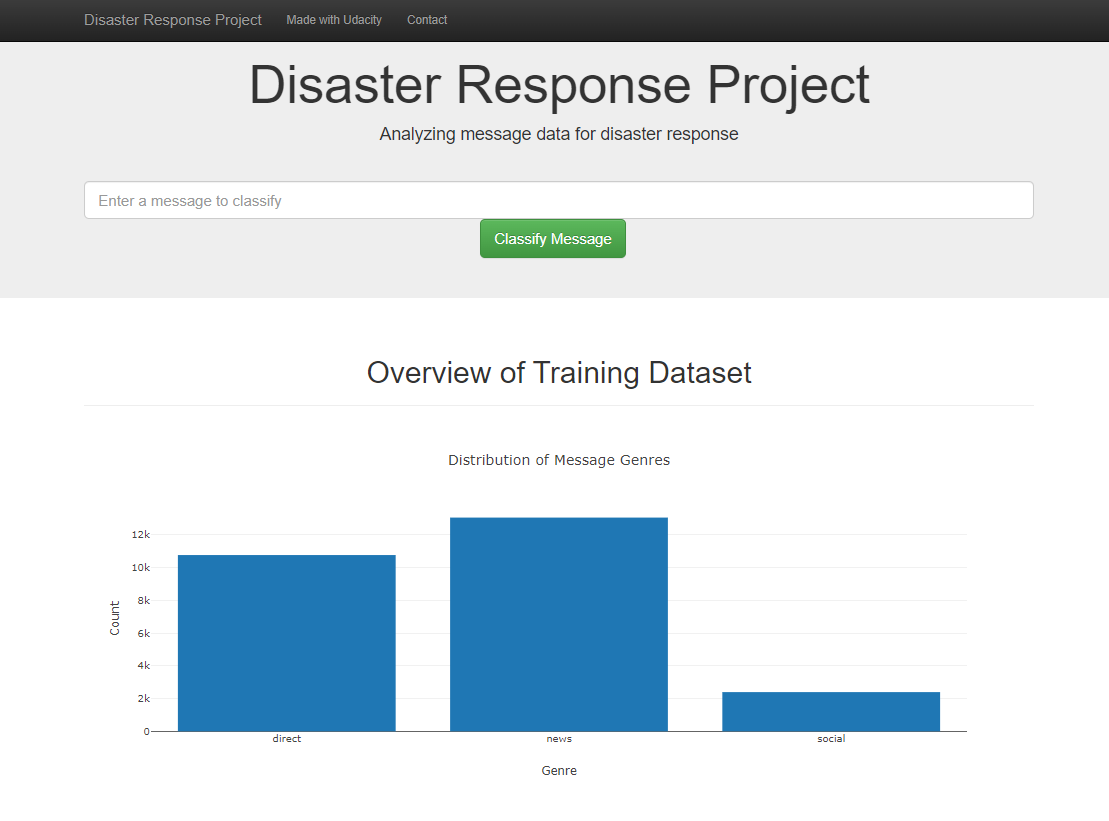 Disaster Response Project Made with Udacity Contact
Disaster Response Project
Analyzing message data for disaster response
Enter a message to classify
Classify Message
Overview of Training Dataset
Distribution of Message Genres
12k
10k
8k
6k
4k
2k
0
Count
direct news social
Genre